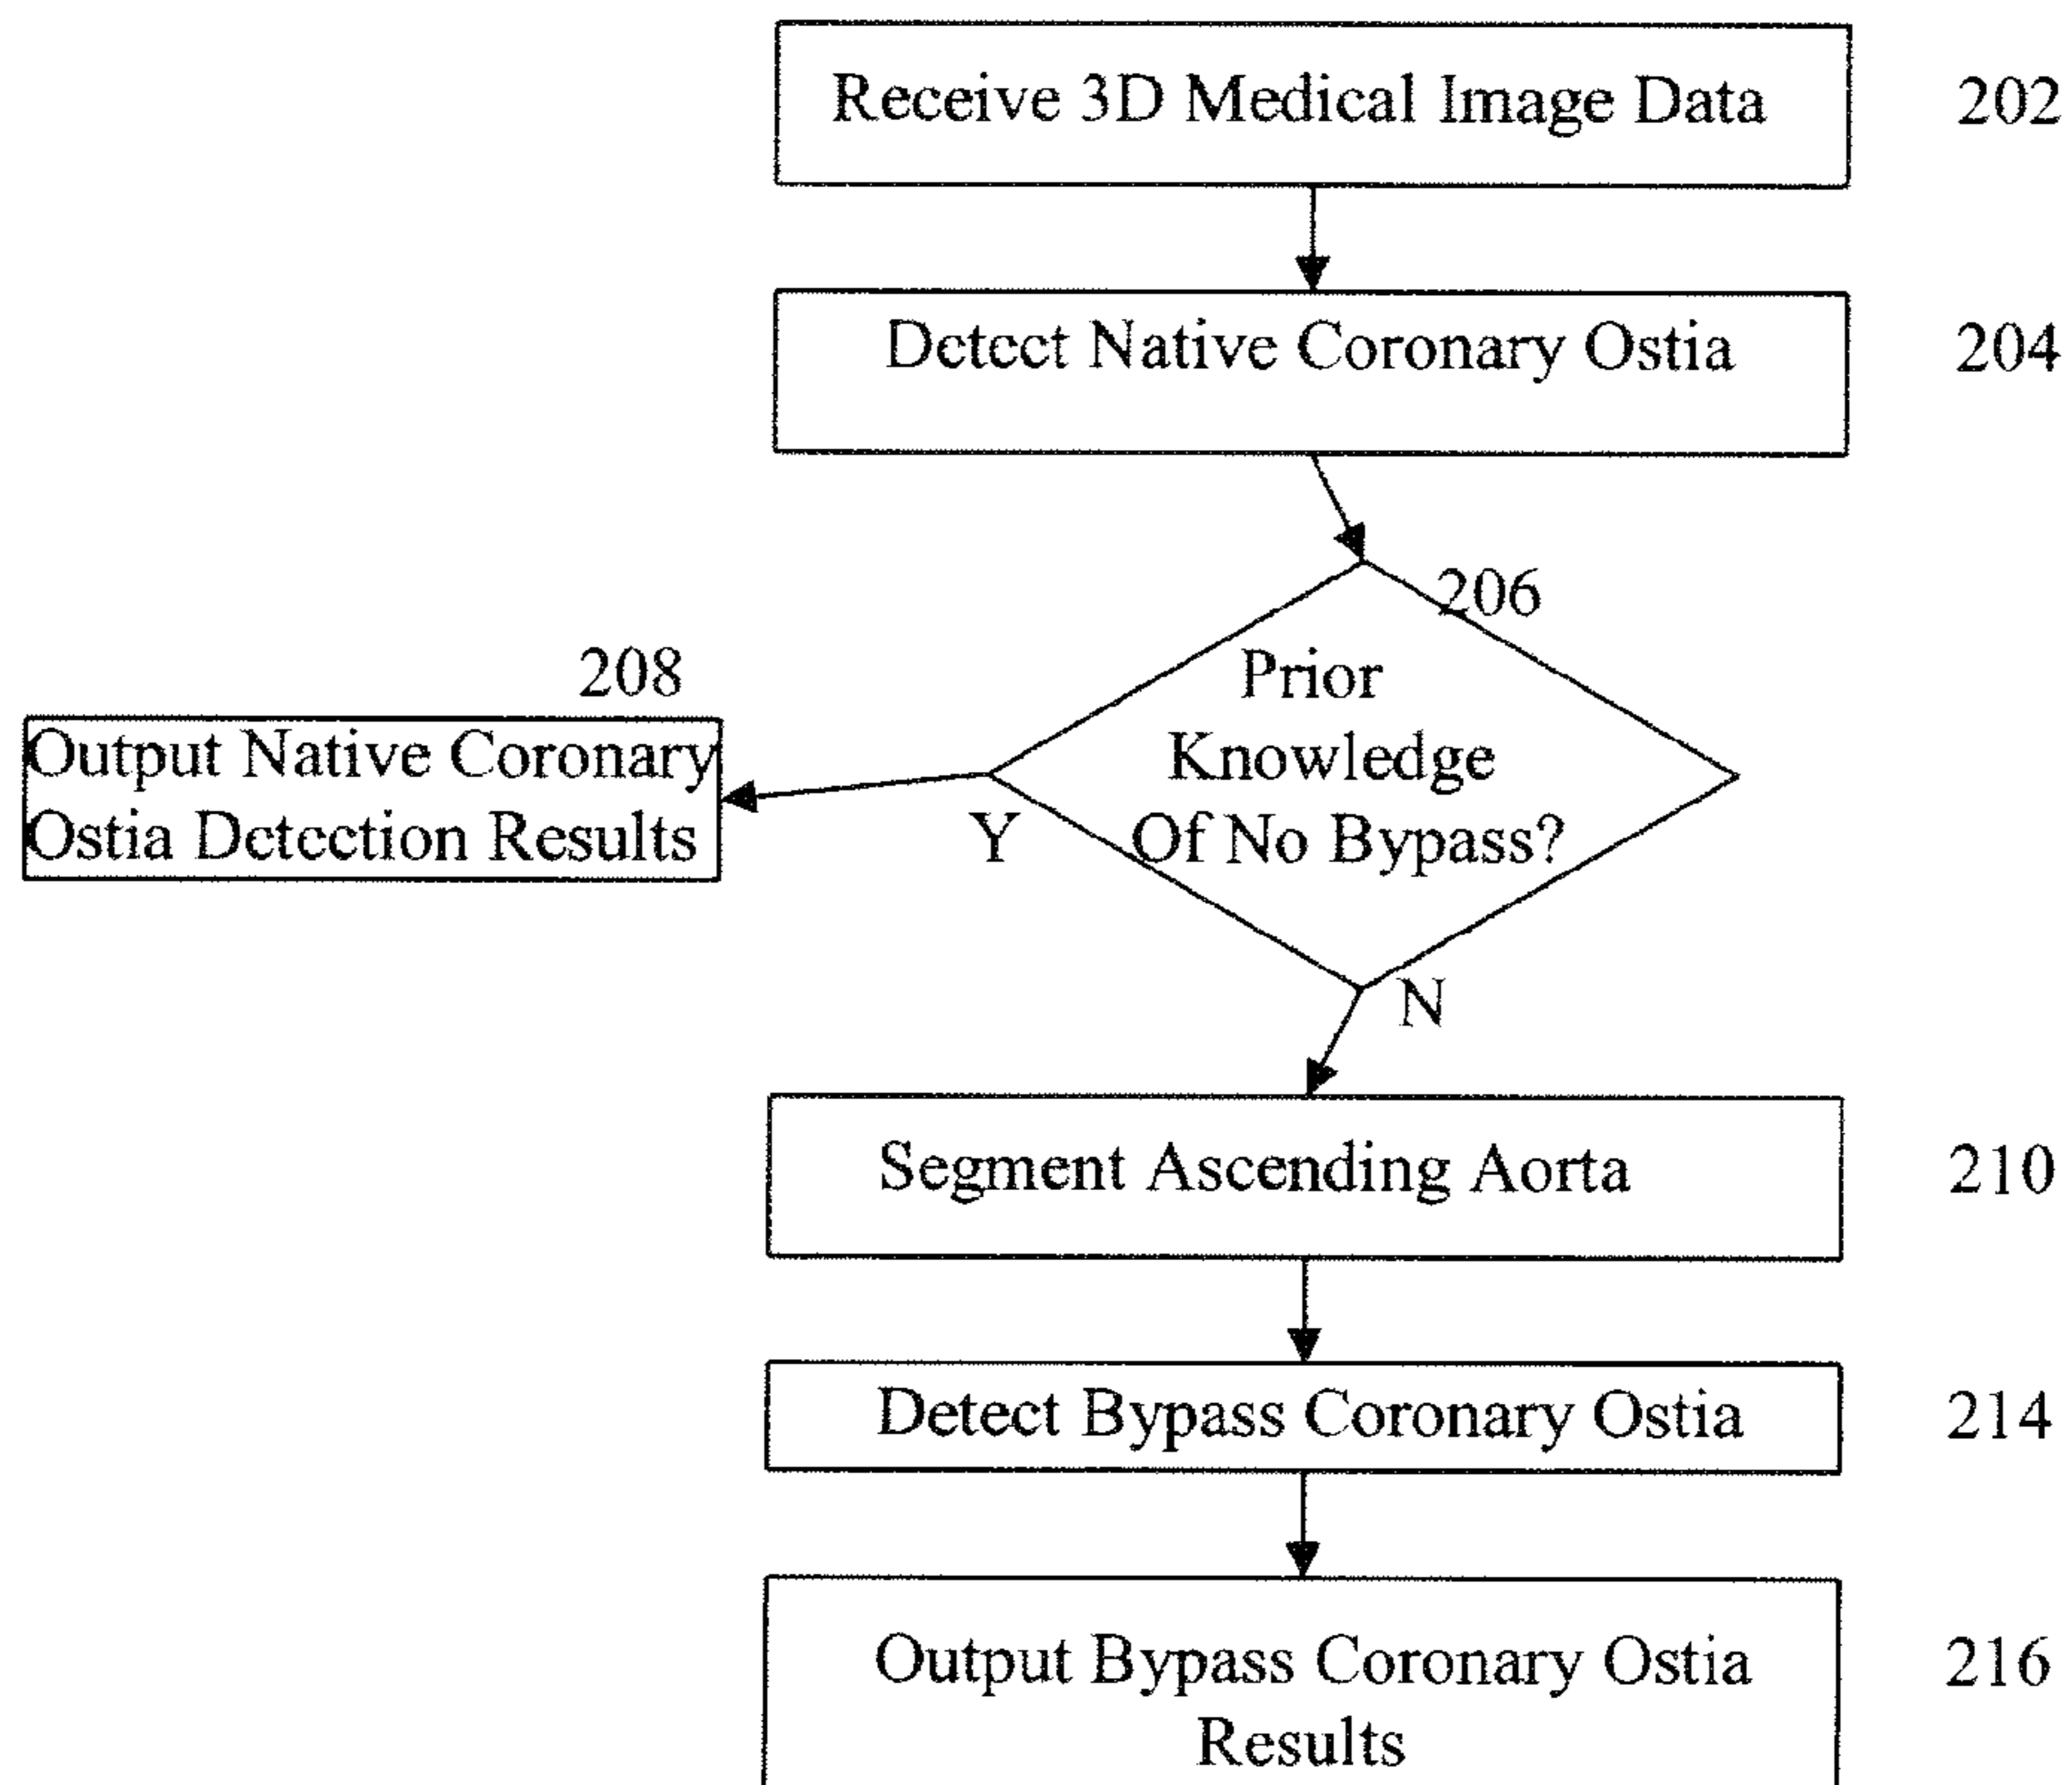 Receive 3D Medical Image Data
202
Detect Native Coronary Ostia
204
206
Prior
Knowledge
Of No Bypass?
208
Output Native Coronary
Ostia Detection Results
Y
N
Segment Ascending Aorta
210
Detect Bypass Coronary Ostia
214
Output Bypass Coronary Ostia
Results
216